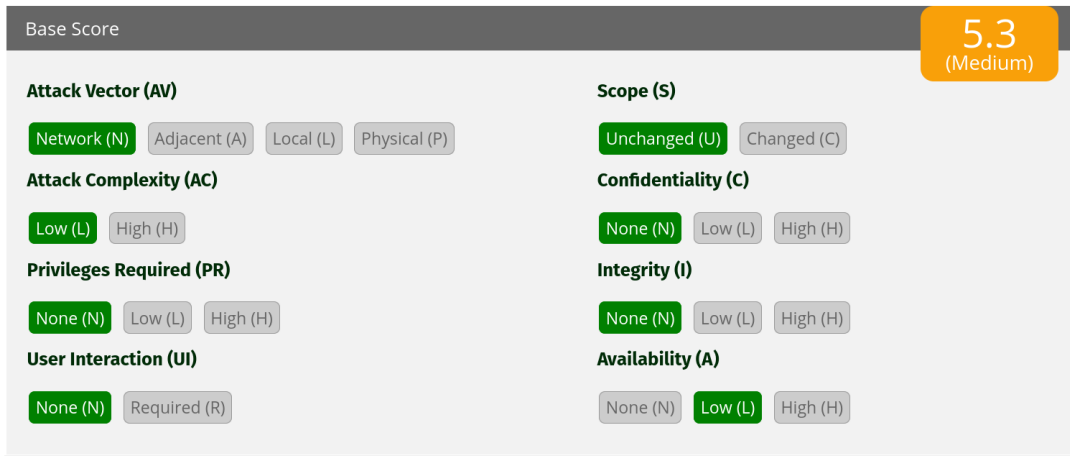 Base Score
5.3
(Medium)
Attack Vector (AV)
Network (N) Adjacent (A) Local (L) Physical (P)
Attack Complexity (AC)
Low (L) High (H)
Privileges Required (PR)
None (N) Low (L) High (H)
User Interaction (UI)
None (N) Required (R)
Scope (S)
Unchanged (U) Changed (C)
Confidentiality (C)
None (N) Low (L) High (H)
Integrity (I)
None (N) Low (L) High (H)
Availability (A)
None (N) Low (L) High (H)